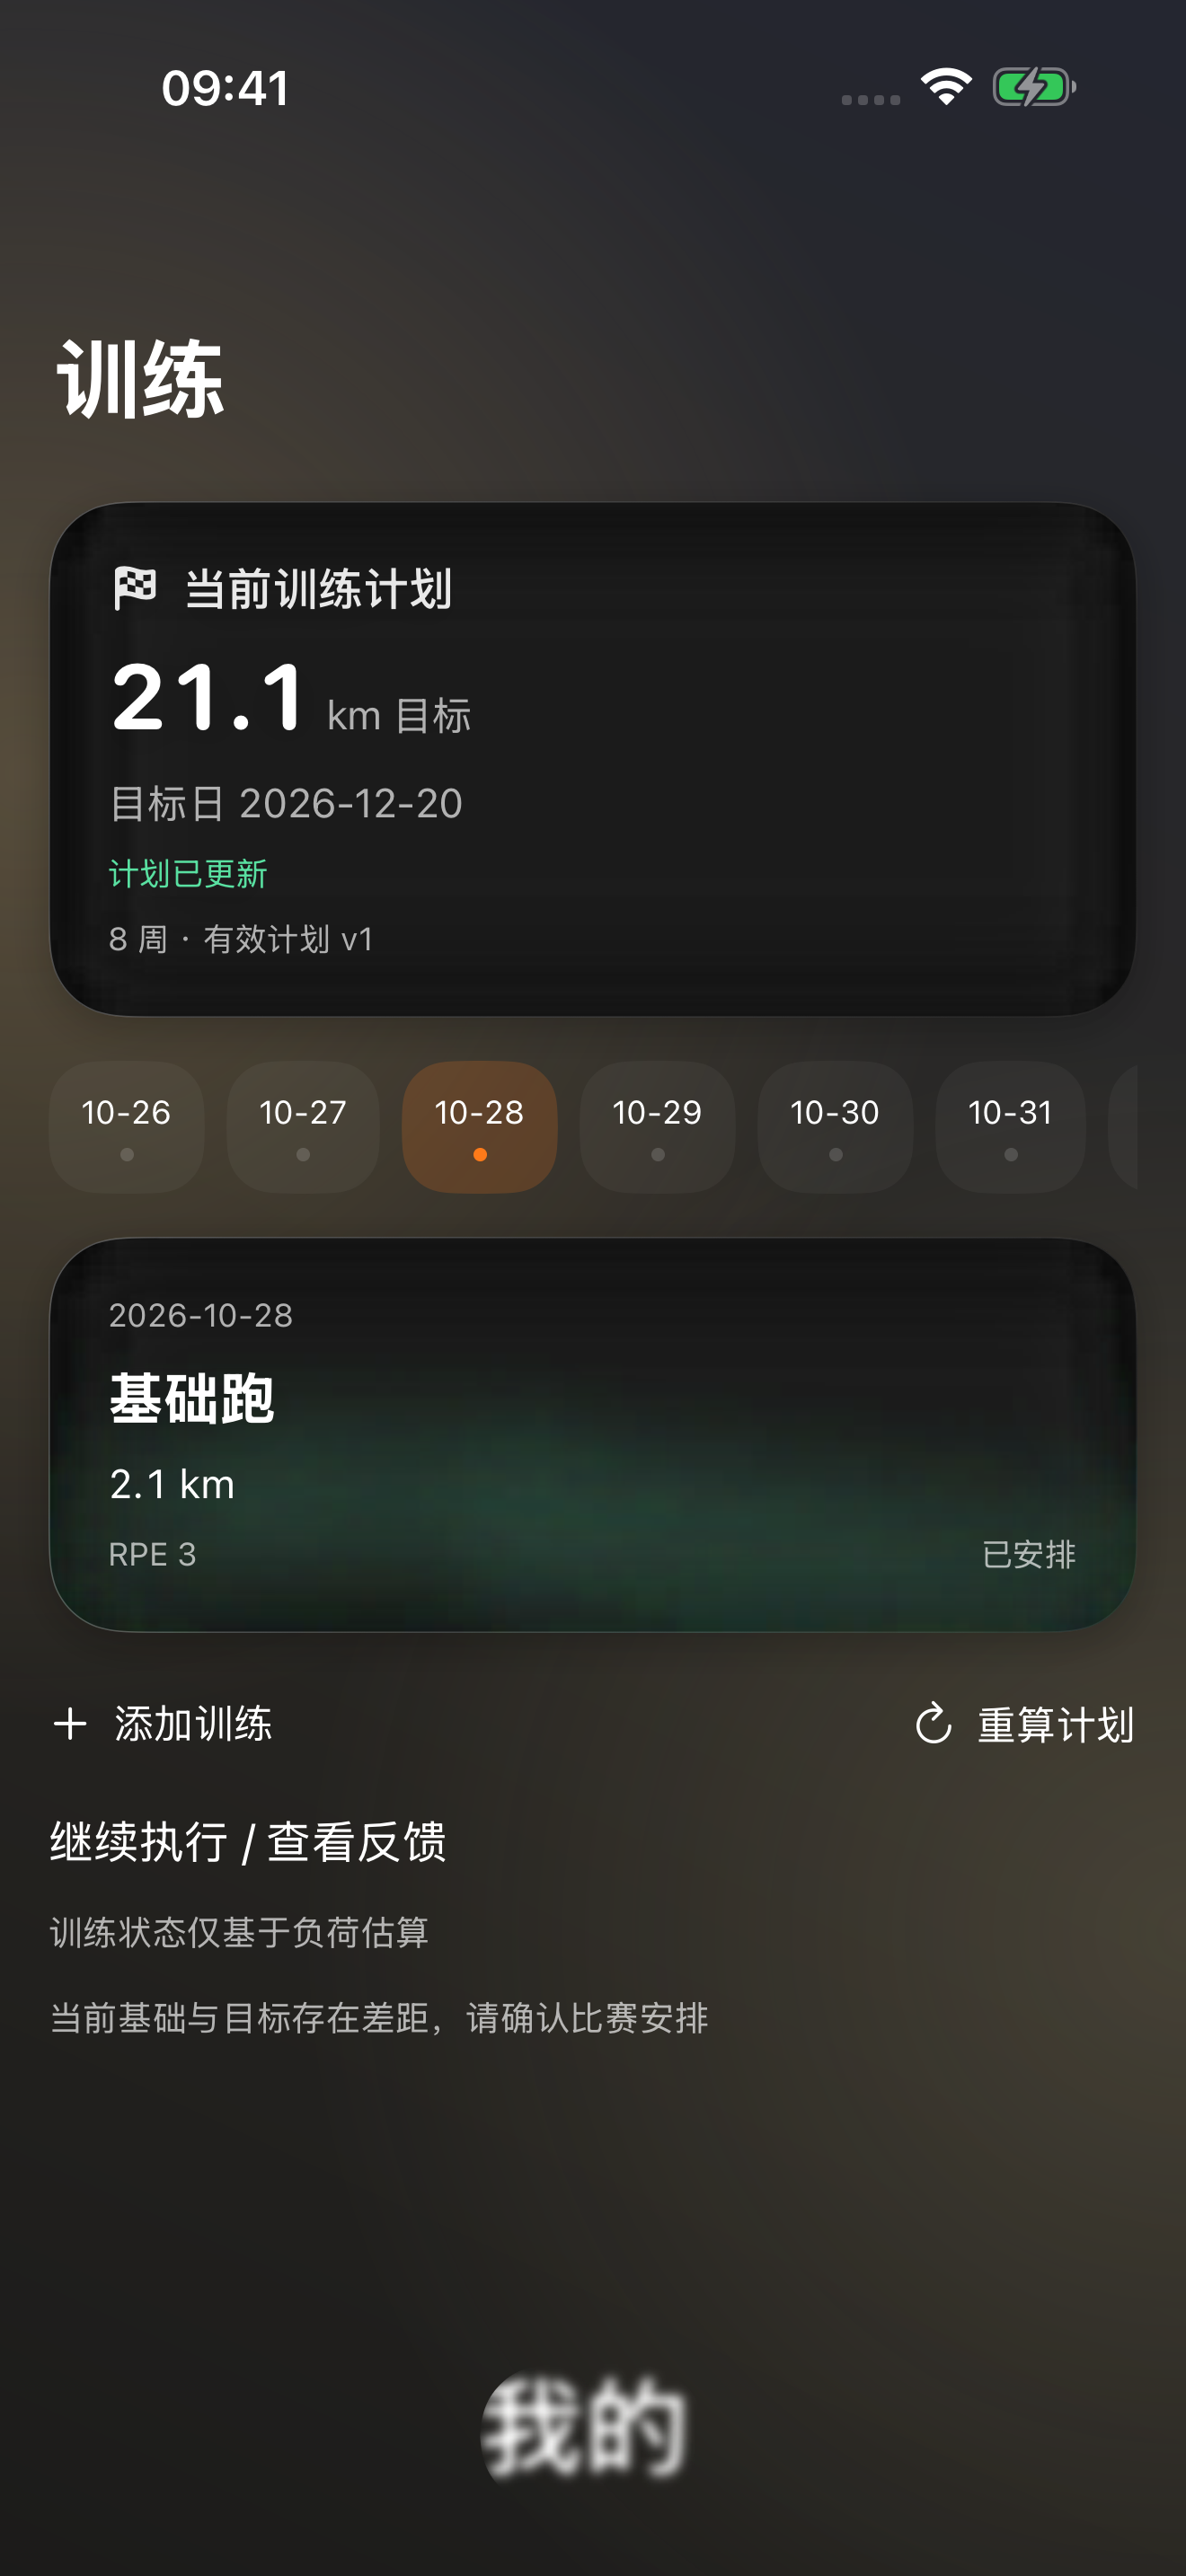 09:41
训练
当前训练计划
21.1 km 目标
目标日 2026-12-20
计划已更新
8 周 · 有效计划 v1
10-26 10-27 10-28 10-29 10-30 10-31
2026-10-28
基础跑
2.1 km
RPE 3 已安排
添加训练 重算计划
继续执行 / 查看反馈
训练状态仅基于负荷估算
当前基础与目标存在差距，请确认比赛安排
我的